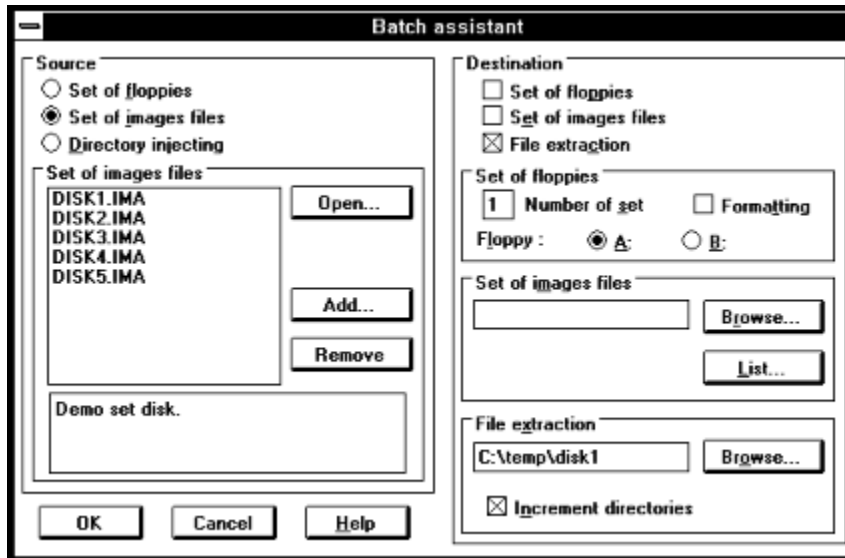 Batch assistant
Source
Set of floppies
Set of images files
Directory injecting
Set of images files
DISK1.IMA
DISK2.IMA
DISK3.IMA
DISK4.IMA
DISK5.IMA
Open...
Add...
Remove
Demo set disk.
OK
Cancel
Help
Destination
Set of floppies
Set of images files
File extraction
Set of floppies
1 Number of set
Formatting
Floppy : A: B:
Set of images files
Browse...
List...
File extraction
C:\temp\disk1
Browse...
Increment directories